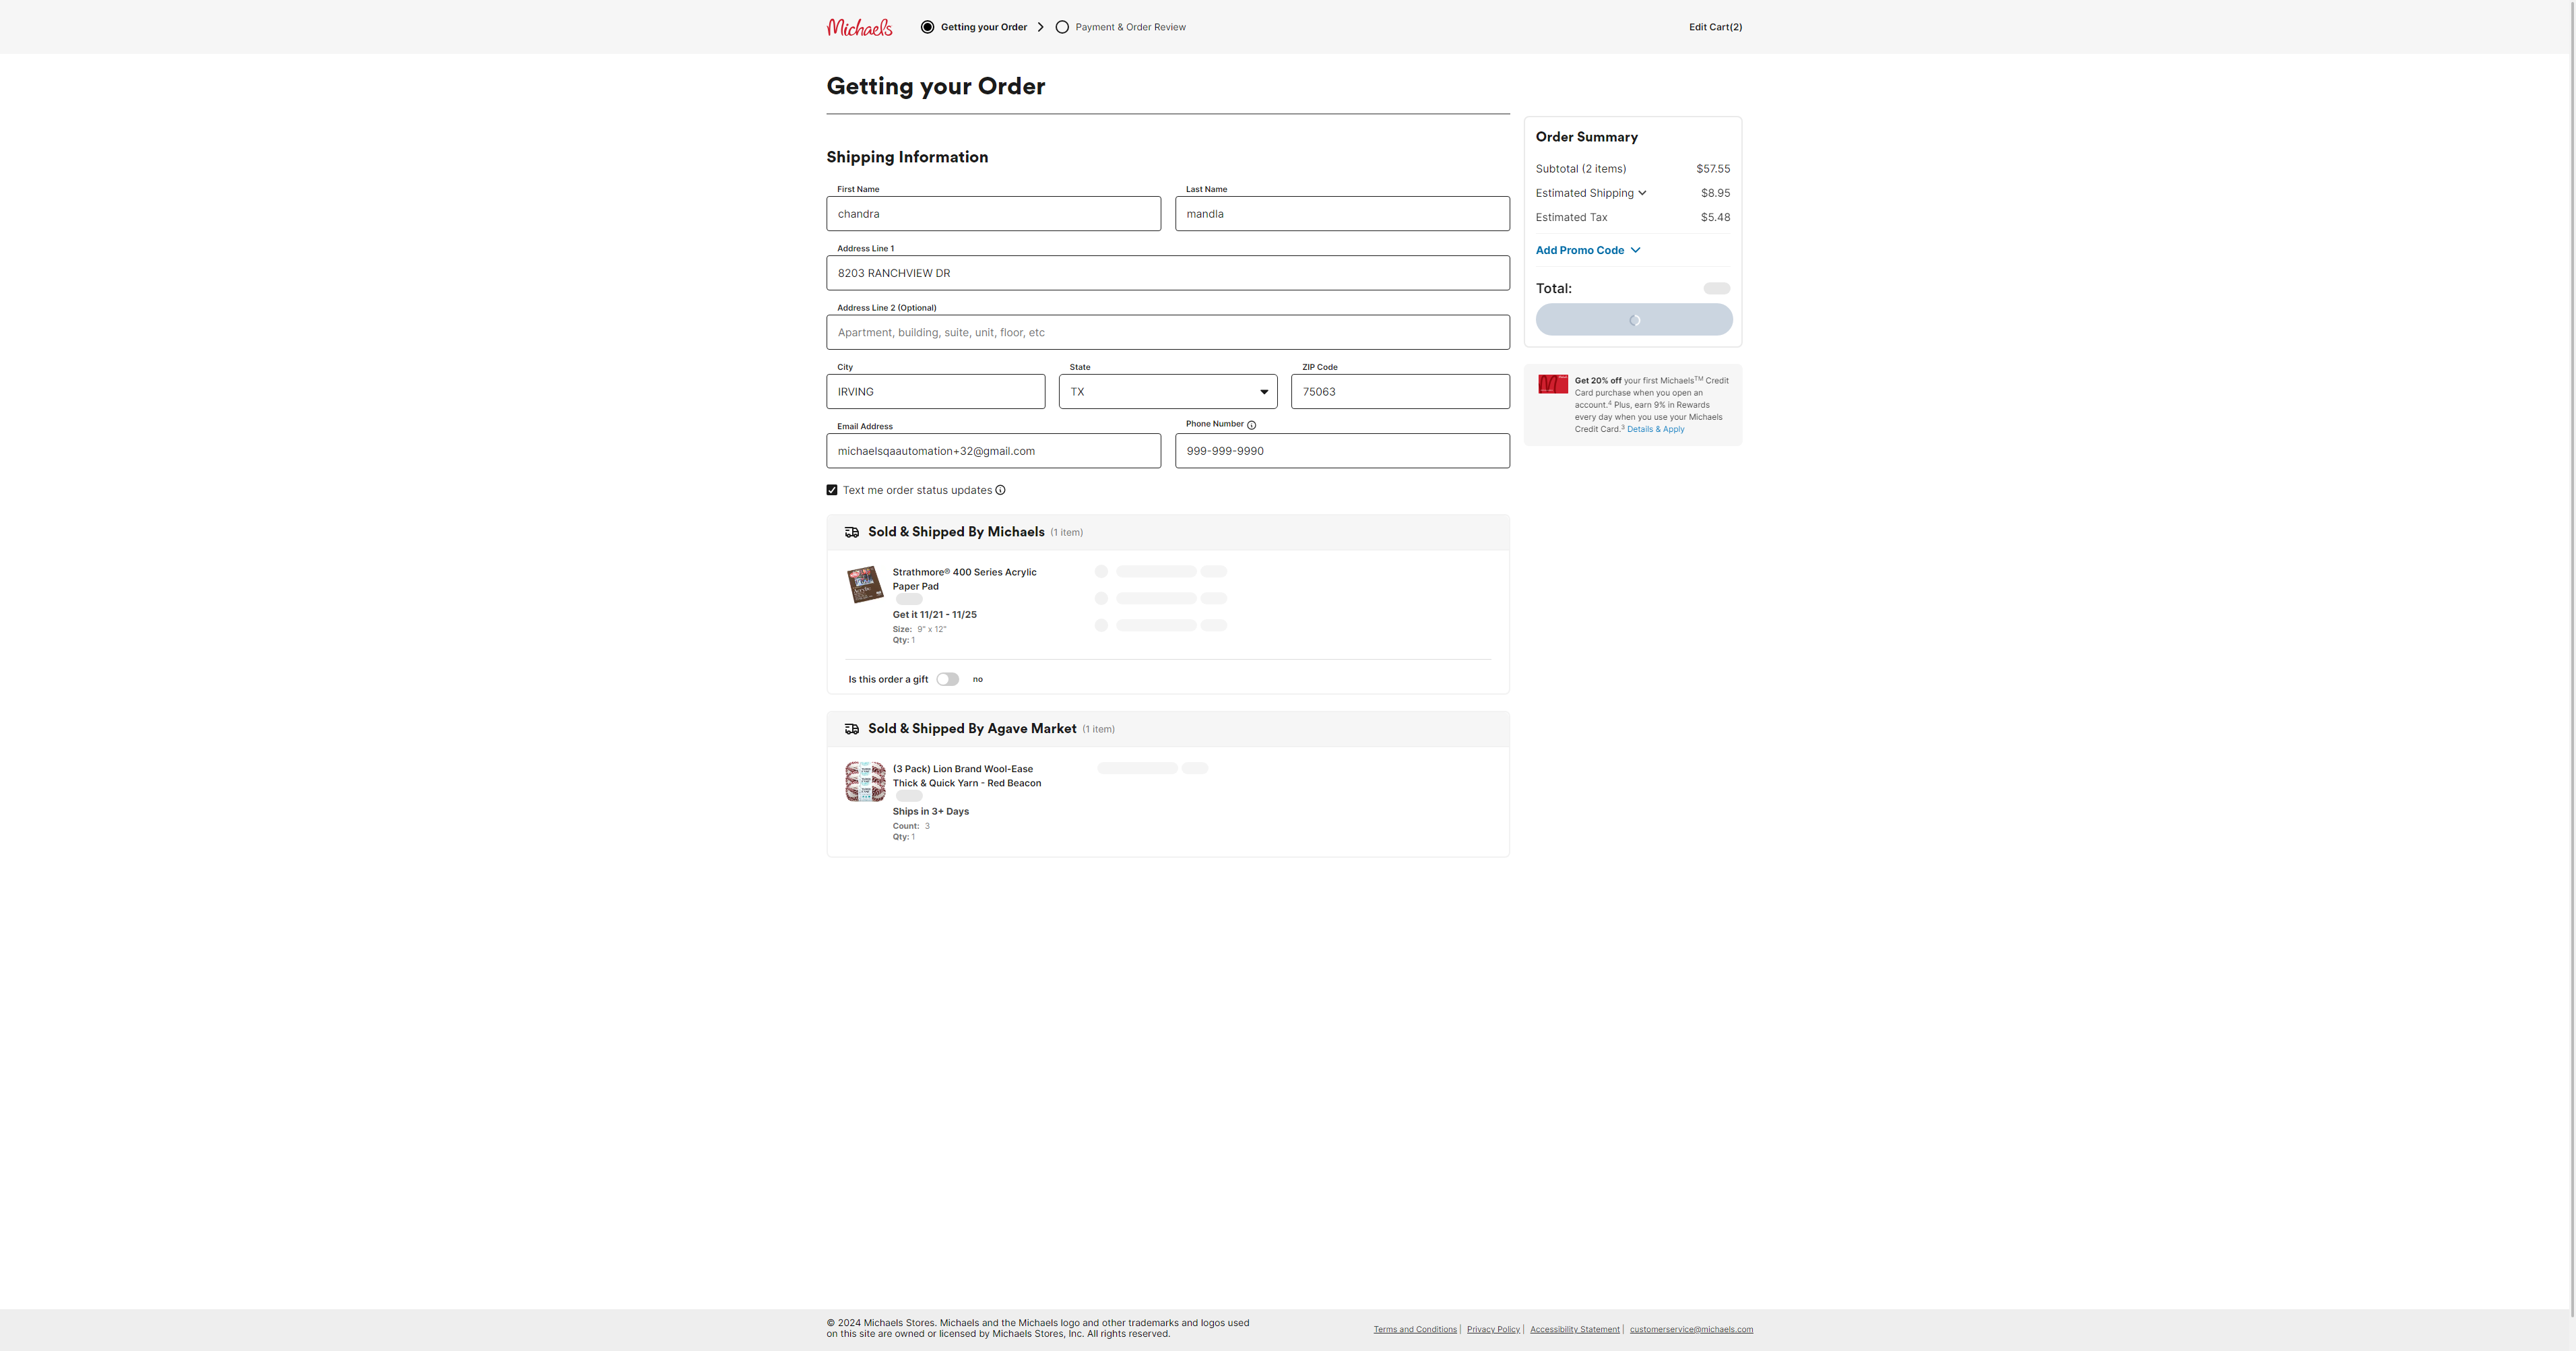 Michaels
Getting your Order
Payment & Order Review
Edit Cart(2)
Getting your Order
Shipping Information
First Name
Last Name
chandra
mandla
Address Line 1
8203 RANCHVIEW DR
Address Line 2 (Optional)
Apartment, building, suite, unit, floor, etc
City
State
ZIP Code
IRVING
TX
75063
Email Address
Phone Number
michaelsqaautomation+32@gmail.com
999-999-9990
Text me order status updates
Sold & Shipped By Michaels (1 item)
Strathmore® 400 Series Acrylic
Paper Pad
Get it 11/21 - 11/25
Size: 9" x 12"
Qty: 1
Is this order a gift
no
Sold & Shipped By Agave Market (1 item)
(3 Pack) Lion Brand Wool-Ease
Thick & Quick Yarn - Red Beacon
Ships in 3+ Days
Count: 3
Qty: 1
Order Summary
Subtotal (2 items) $57.55
Estimated Shipping $8.95
Estimated Tax $5.48
Add Promo Code
Total:
Get 20% off your first Michaels™ Credit
Card purchase when you open an
account.⁴ Plus, earn 9% in Rewards
every day when you use your Michaels
Credit Card.³ Details & Apply
© 2024 Michaels Stores. Michaels and the Michaels logo and other trademarks and logos used
on this site are owned or licensed by Michaels Stores, Inc. All rights reserved.
Terms and Conditions | Privacy Policy | Accessibility Statement | customerservice@michaels.com